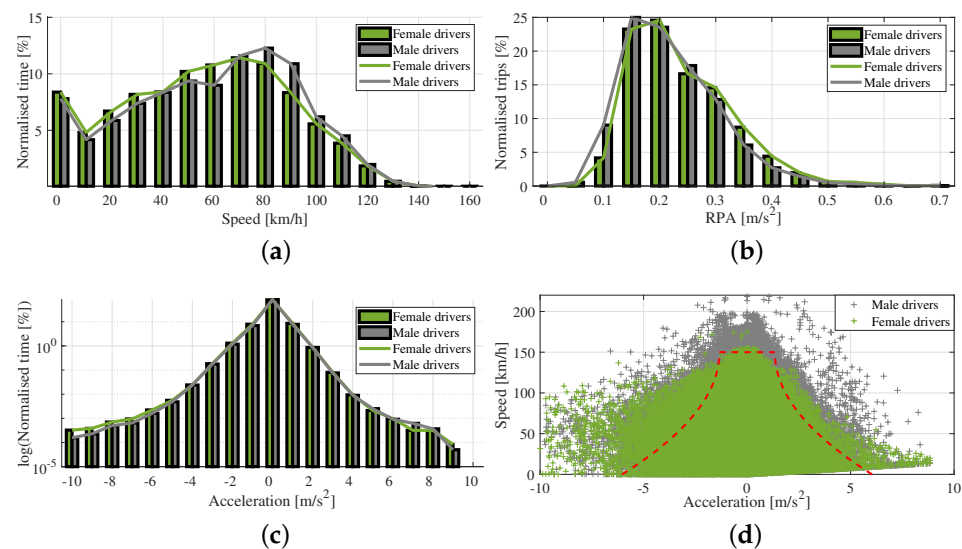 15
10
5
Normalised time [%]
Female drivers
Male drivers
Female drivers
Male drivers
0 20 40 60 80 100 120 140 160
Speed [km/h]
(a)
25
20
15
10
5
0
Normalised trips [%]
Female drivers
Male drivers
Female drivers
Male drivers
0 0.1 0.2 0.3 0.4 0.5 0.6 0.7
RPA [m/s²]
(b)
10⁰
10⁻⁵
log(Normalised time [%])
Female drivers
Male drivers
Female drivers
Male drivers
-10 -8 -6 -4 -2 0 2 4 6 8 10
Acceleration [m/s²]
(c)
200
150
100
50
0
Speed [km/h]
Male drivers
Female drivers
-10 -5 0 5 10
Acceleration [m/s²]
(d)